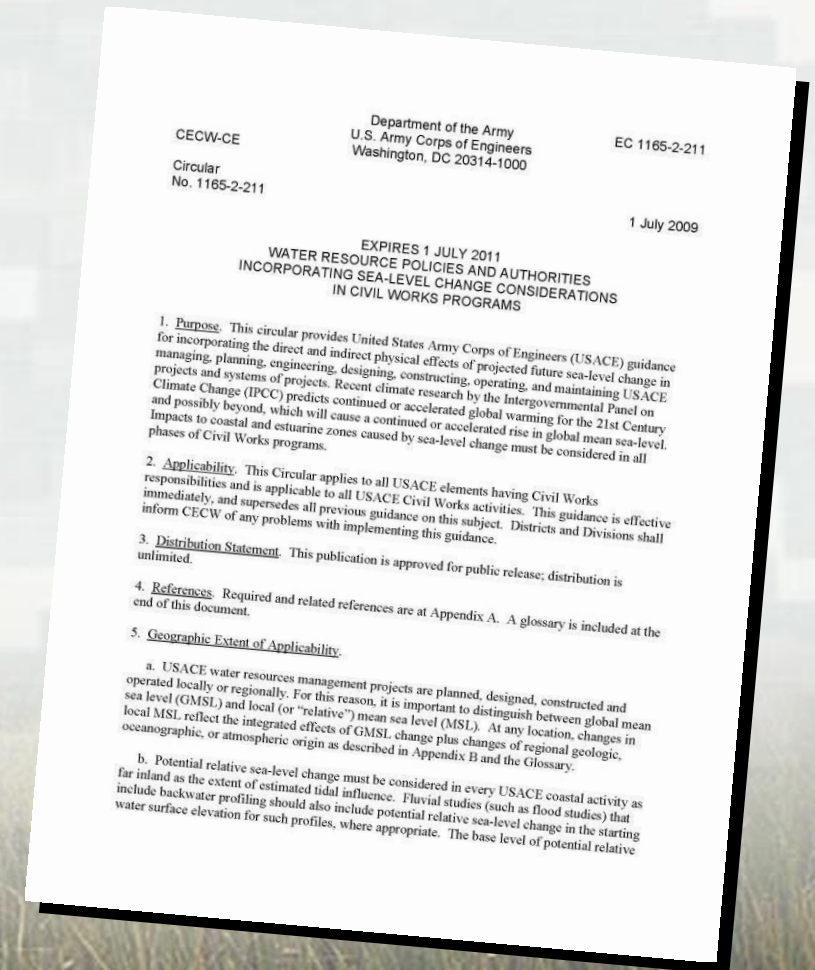 Department of the Army
CECW-CE U.S. Army Corps of Engineers EC 1165-2-211
Washington, DC 20314-1000
Circular
No. 1165-2-211
1 July 2009
EXPIRES 1 JULY 2011
WATER RESOURCE POLICIES AND AUTHORITIES
INCORPORATING SEA-LEVEL CHANGE CONSIDERATIONS
IN CIVIL WORKS PROGRAMS
1. Purpose. This circular provides United States Army Corps of Engineers (USACE) guidance
for incorporating the direct and indirect physical effects of projected future sea-level change in
managing, planning, engineering, designing, constructing, operating, and maintaining USACE
projects and systems of projects. Recent climate research by the Intergovernmental Panel on
Climate Change (IPCC) predicts continued or accelerated global warming for the 21st Century
and possibly beyond, which will cause a continued or accelerated rise in global mean sea-level.
Impacts to coastal and estuarine zones caused by sea-level change must be considered in all
phases of Civil Works programs.
2. Applicability. This Circular applies to all USACE elements having Civil Works
responsibilities and is applicable to all USACE Civil Works activities. This guidance is effective
immediately, and supersedes all previous guidance on this subject. Districts and Divisions shall
inform CECW of any problems with implementing this guidance.
3. Distribution Statement. This publication is approved for public release; distribution is
unlimited.
4. References. Required and related references are at Appendix A. A glossary is included at the
end of this document.
5. Geographic Extent of Applicability.
a. USACE water resources management projects are planned, designed, constructed and
operated locally or regionally. For this reason, it is important to distinguish between global mean
sea level (GMSL) and local (or “relative”) mean sea level (MSL). At any location, changes in
local MSL reflect the integrated effects of GMSL change plus changes of regional geologic,
oceanographic, or atmospheric origin as described in Appendix B and the Glossary.
b. Potential relative sea-level change must be considered in every USACE coastal activity as
far inland as the extent of estimated tidal influence. Fluvial studies (such as flood studies) that
include backwater profiling should also include potential relative sea-level change in the starting
water surface elevation for such profiles, where appropriate. The base level of potential relative